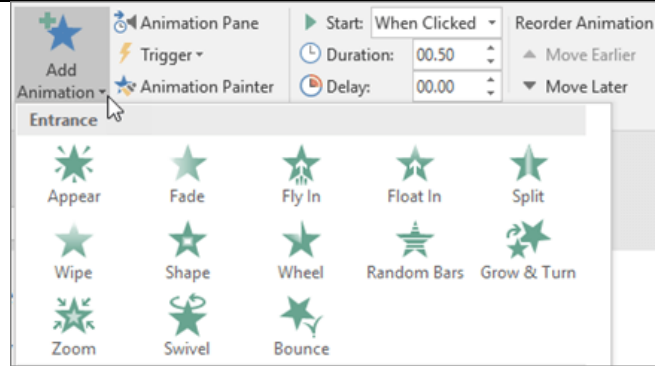 Add
Animation
Animation Pane
Trigger
Animation Painter
Start: When Clicked
Duration: 00.50
Delay: 00.00
Reorder Animation
Move Earlier
Move Later
Entrance
Appear Fade Fly In Float In Split
Wipe Shape Wheel Random Bars Grow & Turn
Zoom Swivel Bounce